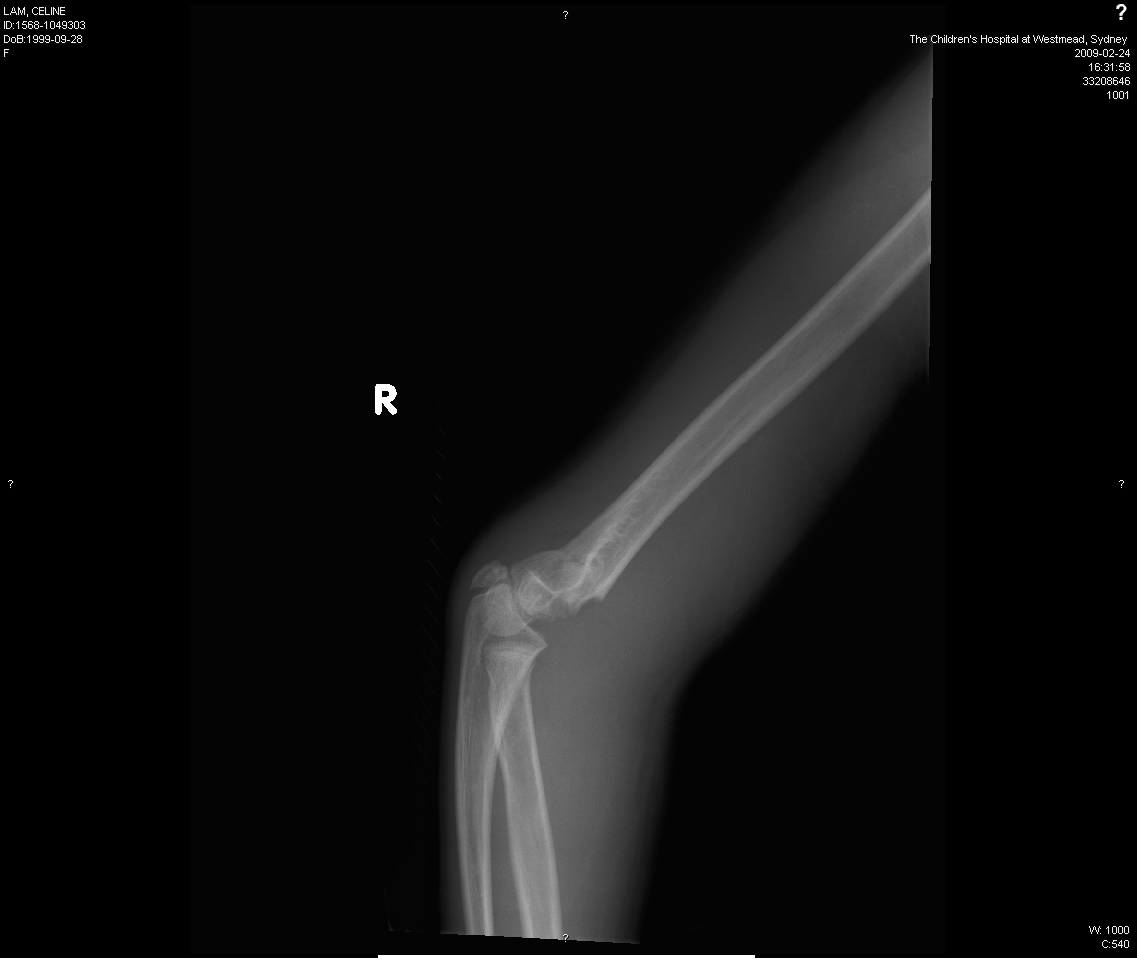 LAM, CELINE
ID:1568-1049303
DoB:1999-09-28
F
?
?
The Children's Hospital at Westmead, Sydney
2009-02-24
16:31:58
33208646
1001
R
?
?
?
W: 1000
C:540